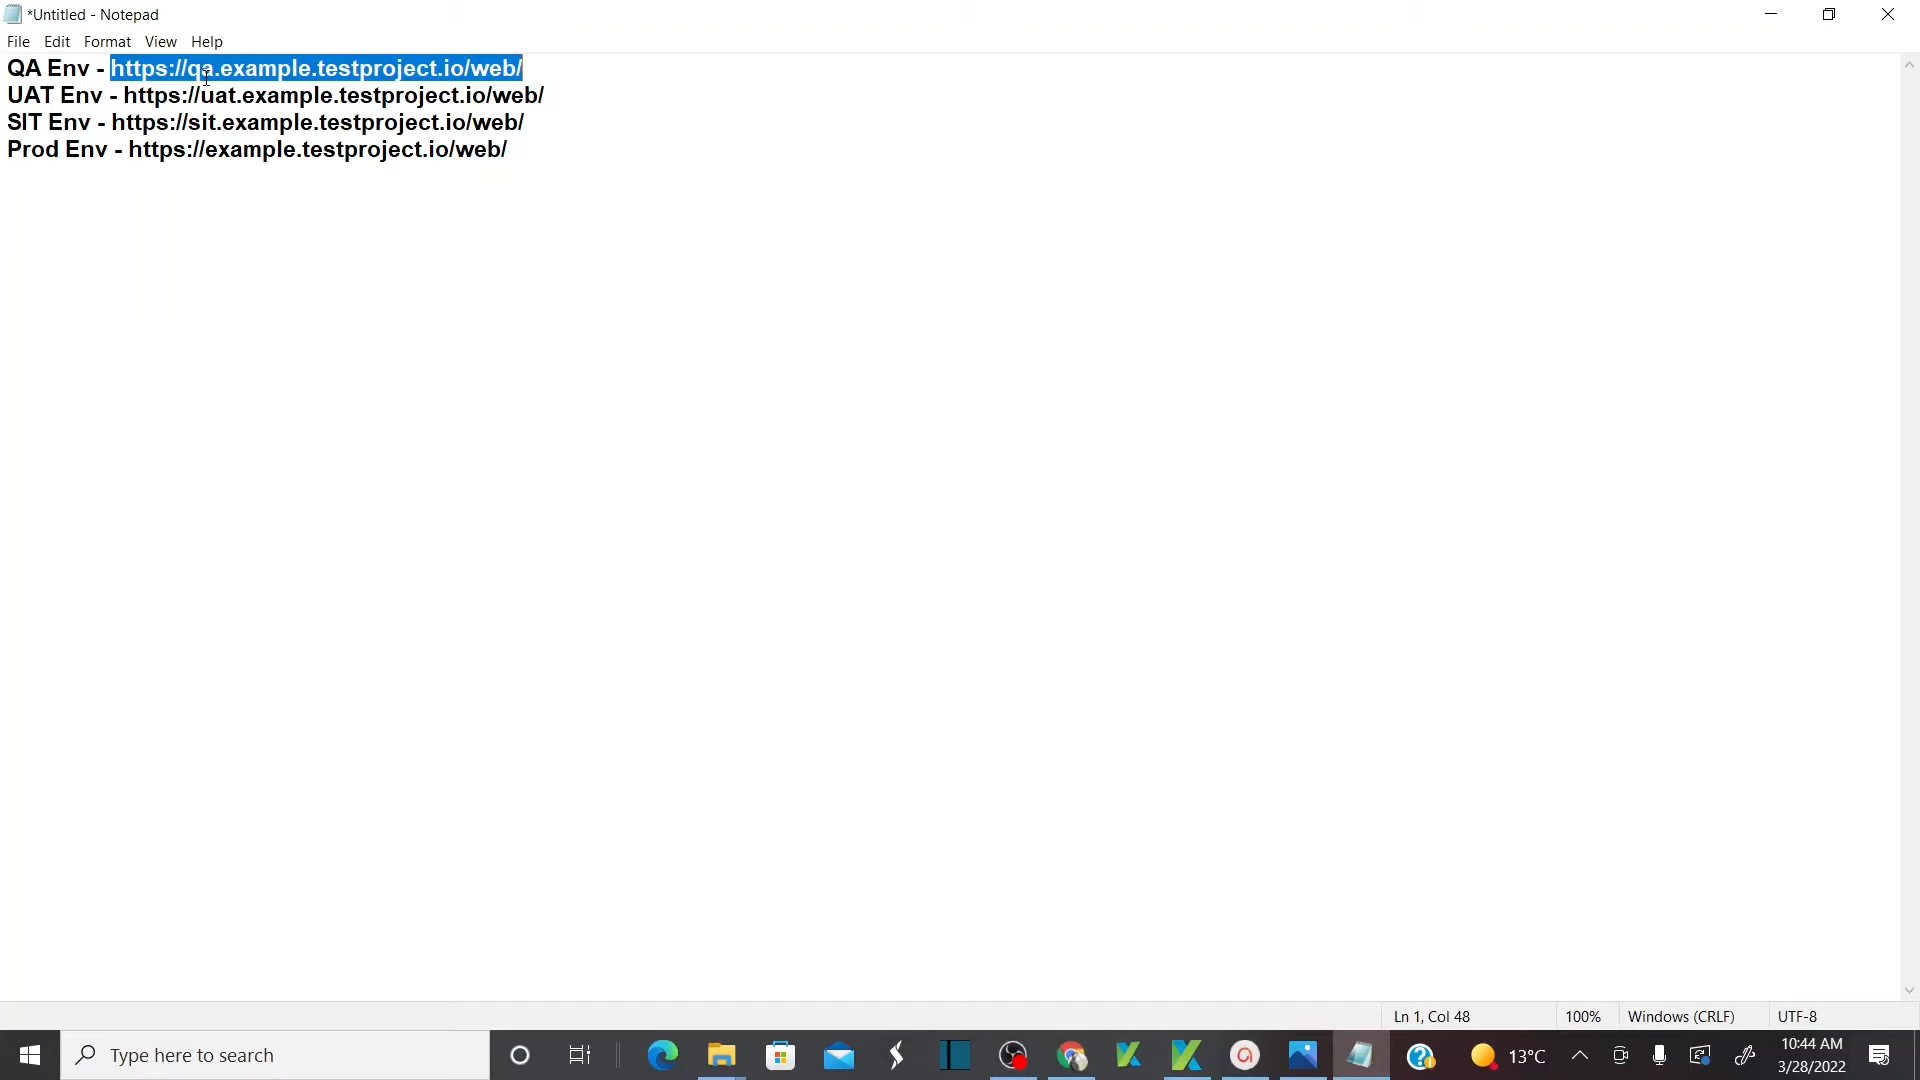 *Untitled - Notepad
File Edit Format View Help
QA Env - https://qa.example.testproject.io/web/
UAT Env - https://uat.example.testproject.io/web/
SIT Env - https://sit.example.testproject.io/web/
Prod Env - https://example.testproject.io/web/
Ln 1, Col 48 100% Windows (CRLF) UTF-8
Type here to search 13°C 10:44 AM
3/28/2022